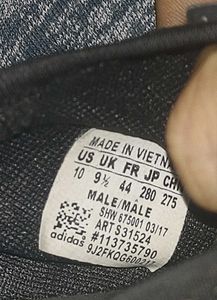 MADE IN VIETNAM
US UK FR JP CHN
10 9½ 44 280 275
MALE/MALE
SHW 675001 03/17
ART S31524
#113735790
adidas